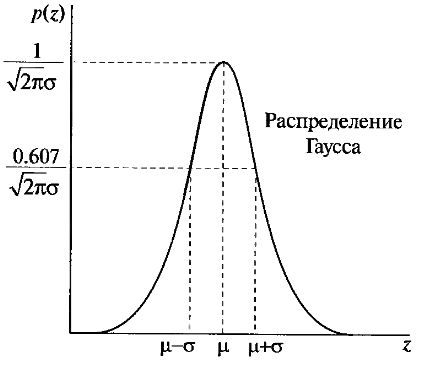 p(z)
1
√2πσ
Распределение
Гаусса
0.607
√2πσ
μ−σ μ μ+σ z